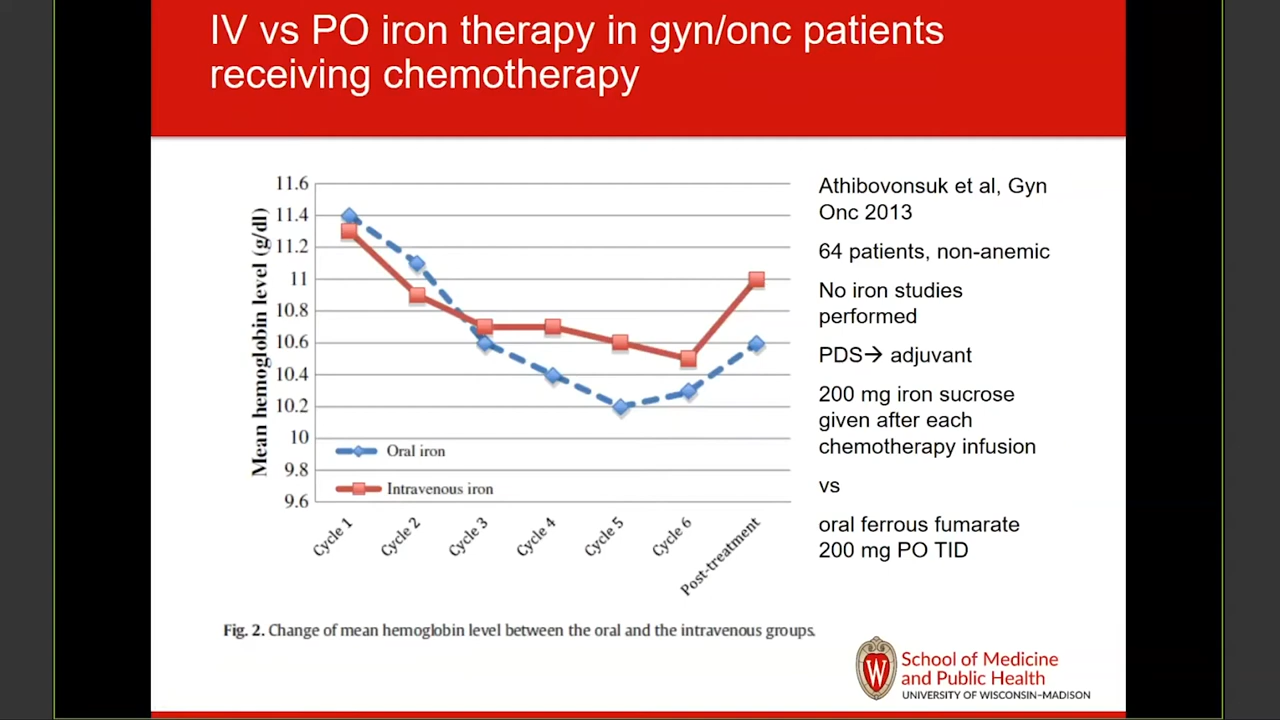 IV vs PO iron therapy in gyn/onc patients
receiving chemotherapy
Mean hemoglobin level (g/dl)
11.6
11.4
11.2
11
10.8
10.6
10.4
10.2
10
9.8
9.6
Oral iron
Intravenous iron
Cycle 1
Cycle 2
Cycle 3
Cycle 4
Cycle 5
Cycle 6
Post-treatment
Fig. 2. Change of mean hemoglobin level between the oral and the intravenous groups.
Athibovonsuk et al, Gyn
Onc 2013
64 patients, non-anemic
No iron studies
performed
PDS→ adjuvant
200 mg iron sucrose
given after each
chemotherapy infusion
vs
oral ferrous fumarate
200 mg PO TID
W
School of Medicine
and Public Health
UNIVERSITY OF WISCONSIN–MADISON